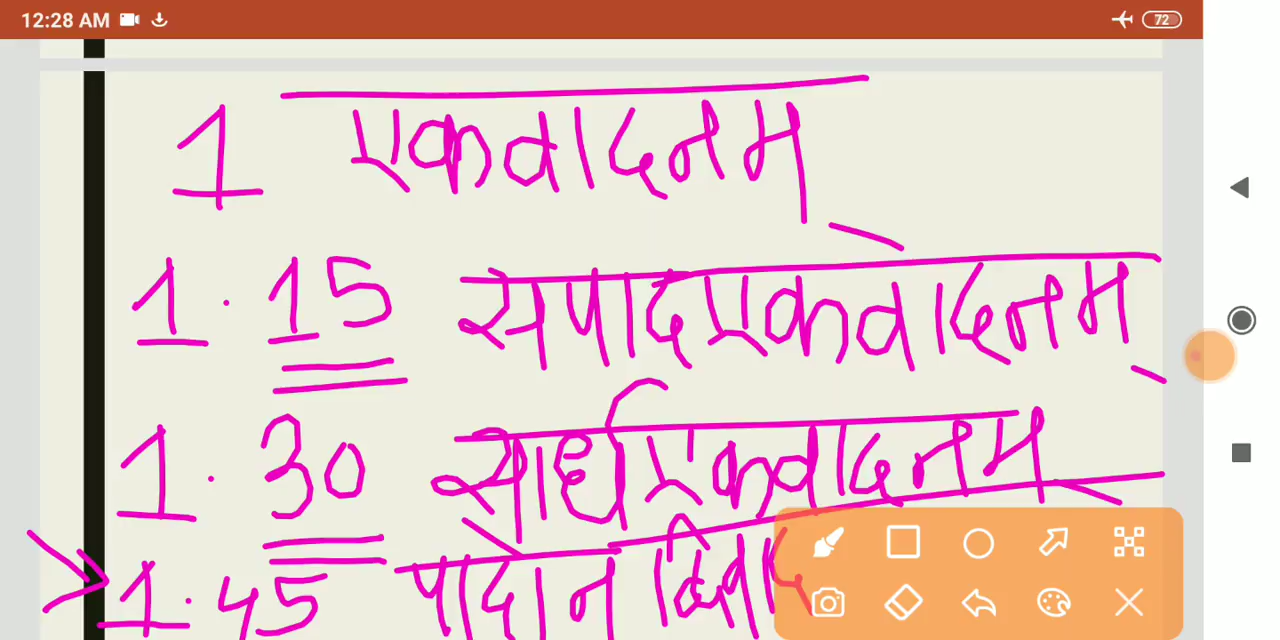 12:28 AM 72
1 एकवादनम्
1.15 सपादएकवादनम्
1.30 सार्द्धएकवादनम्
1.45 पादोन